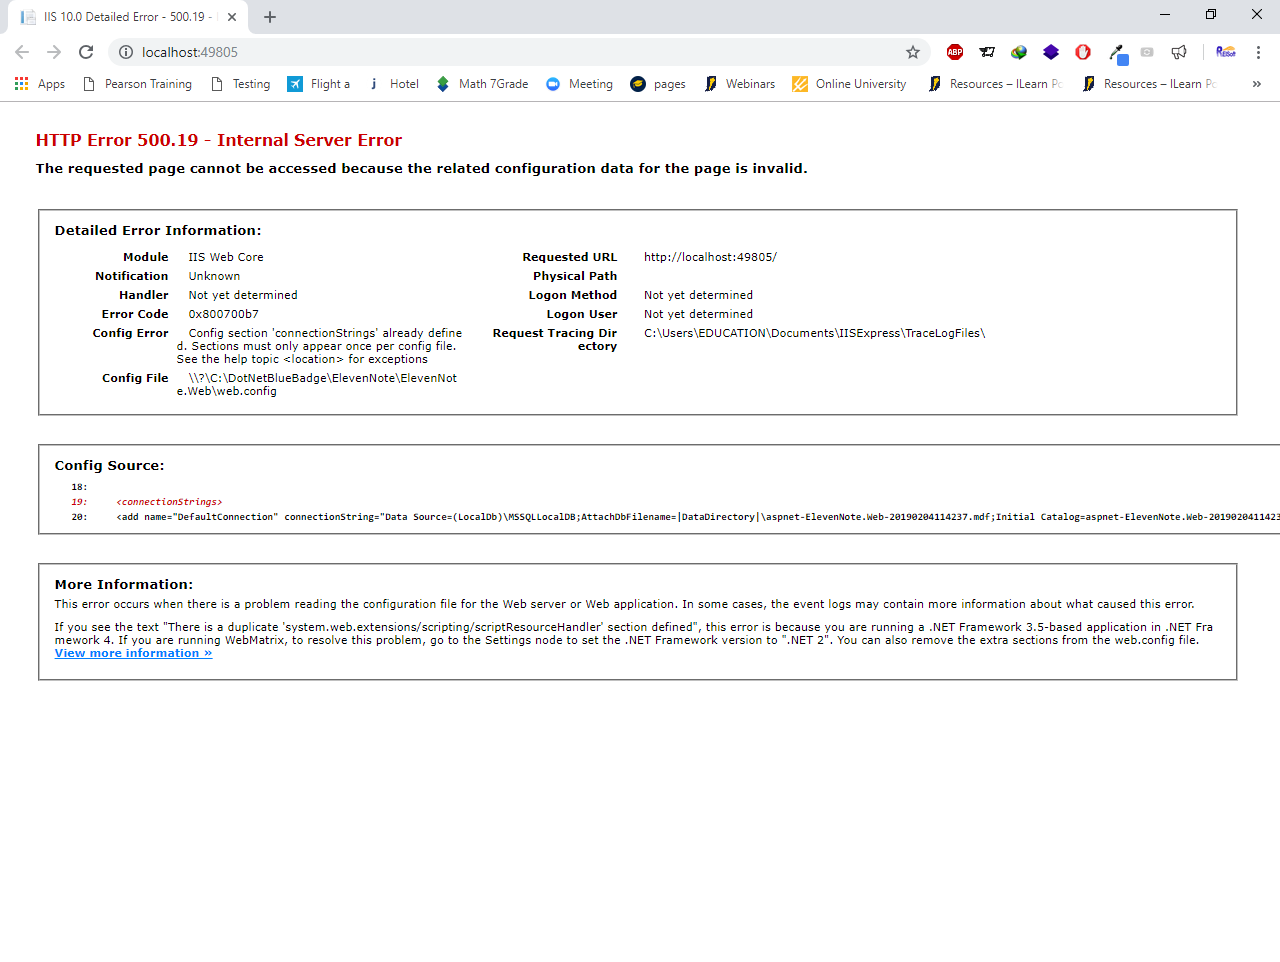 IIS 10.0 Detailed Error - 500.19 -
localhost:49805
ABP
Apps Pearson Training Testing Flight a j Hotel Math 7Grade Meeting pages Webinars Online University Resources – ILearn Resources – ILearn »
HTTP Error 500.19 - Internal Server Error
The requested page cannot be accessed because the related configuration data for the page is invalid.
Detailed Error Information:
Module IIS Web Core
Notification Unknown
Handler Not yet determined
Error Code 0x800700b7
Config Error Config section 'connectionStrings' already define
d. Sections must only appear once per config file.
See the help topic <location> for exceptions
Config File \\?\C:\DotNetBlueBadge\ElevenNote\ElevenNot
e.Web\web.config
Requested URL http://localhost:49805/
Physical Path
Logon Method Not yet determined
Logon User Not yet determined
Request Tracing Dir C:\Users\EDUCATION\Documents\IISExpress\TraceLogFiles\
ectory
Config Source:
18:
19: <connectionStrings>
20: <add name="DefaultConnection" connectionString="Data Source=(LocalDb)\MSSQLLocalDB;AttachDbFilename=|DataDirectory|\aspnet-ElevenNote.Web-20190204114237.mdf;Initial Catalog=aspnet-ElevenNote.Web-2019020411423
More Information:
This error occurs when there is a problem reading the configuration file for the Web server or Web application. In some cases, the event logs may contain more information about what caused this error.
If you see the text "There is a duplicate 'system.web.extensions/scripting/scriptResourceHandler' section defined", this error is because you are running a .NET Framework 3.5-based application in .NET Fra
mework 4. If you are running WebMatrix, to resolve this problem, go to the Settings node to set the .NET Framework version to ".NET 2". You can also remove the extra sections from the web.config file.
View more information »